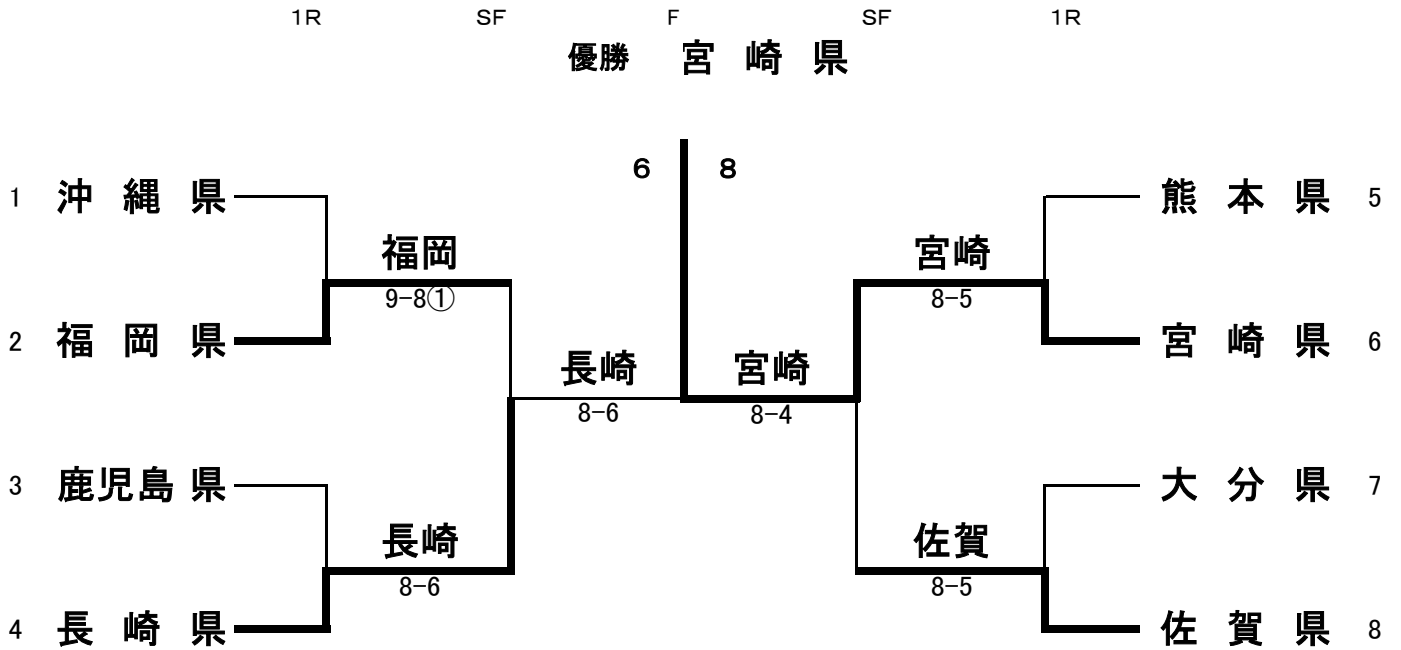 1R SF F SF 1R
優勝 宮 崎 県
6 8
1 沖 縄 県 熊 本 県 5
福岡 宮崎
9-8① 8-5
2 福 岡 県 宮 崎 県 6
長崎 宮崎
8-6 8-4
3 鹿児島 県 大 分 県 7
長崎 佐賀
8-6 8-5
4 長 崎 県 佐 賀 県 8